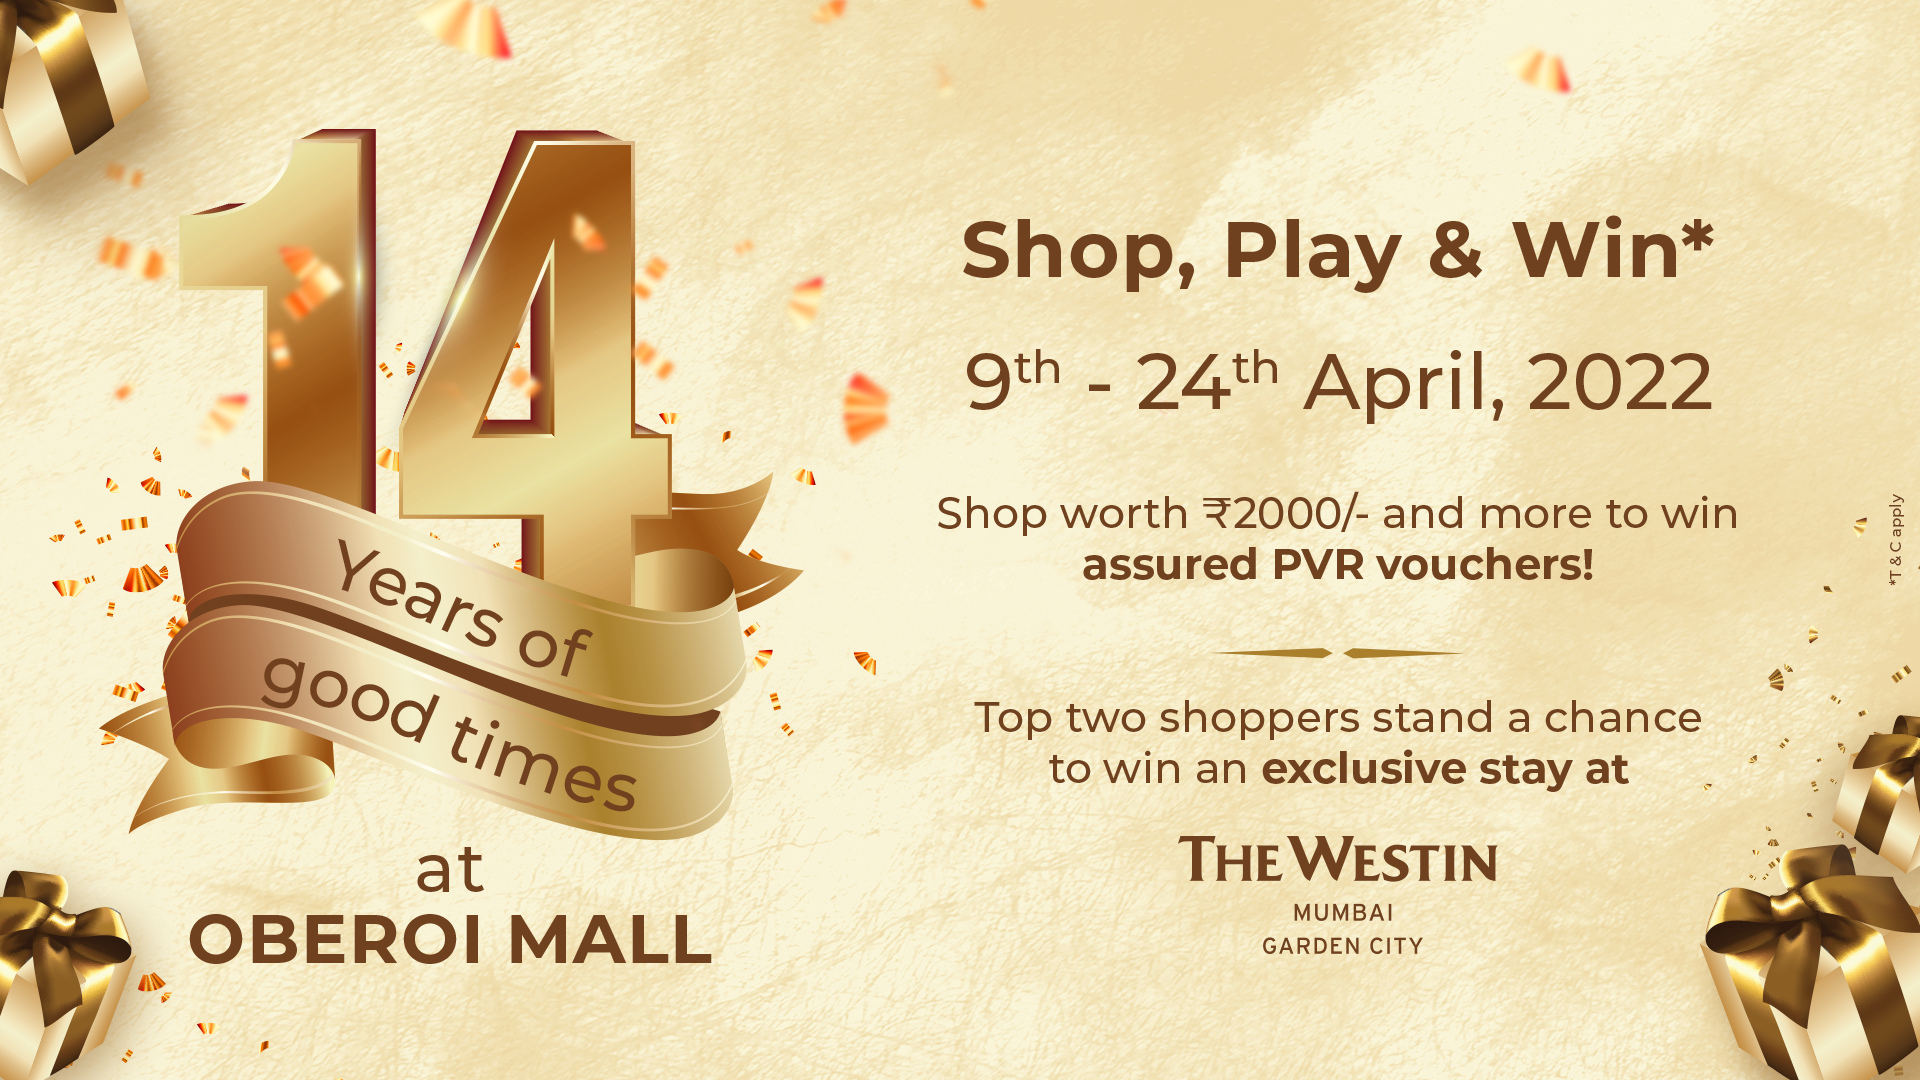 14
Years of
good times
at
OBEROI MALL
Shop, Play & Win*
9th - 24th April, 2022
Shop worth ₹2000/- and more to win
assured PVR vouchers!
Top two shoppers stand a chance
to win an exclusive stay at
THE WESTIN
MUMBAI
GARDEN CITY
*T & C apply